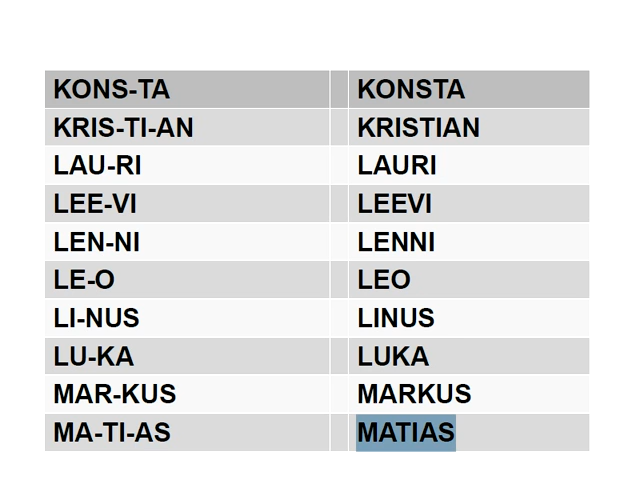 KONS-TA KONSTA
KRIS-TI-AN KRISTIAN
LAU-RI LAURI
LEE-VI LEEVI
LEN-NI LENNI
LE-O LEO
LI-NUS LINUS
LU-KA LUKA
MAR-KUS MARKUS
MA-TI-AS MATIAS